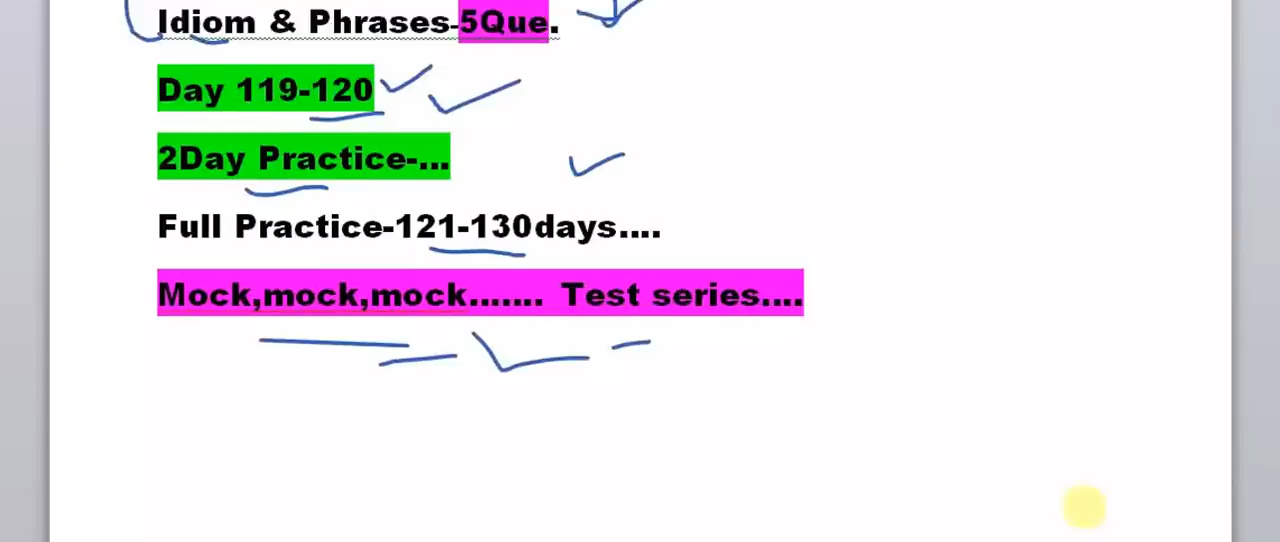 Idiom & Phrases-5Que.
Day 119-120
2Day Practice-...
Full Practice-121-130days....
Mock,mock,mock....... Test series....